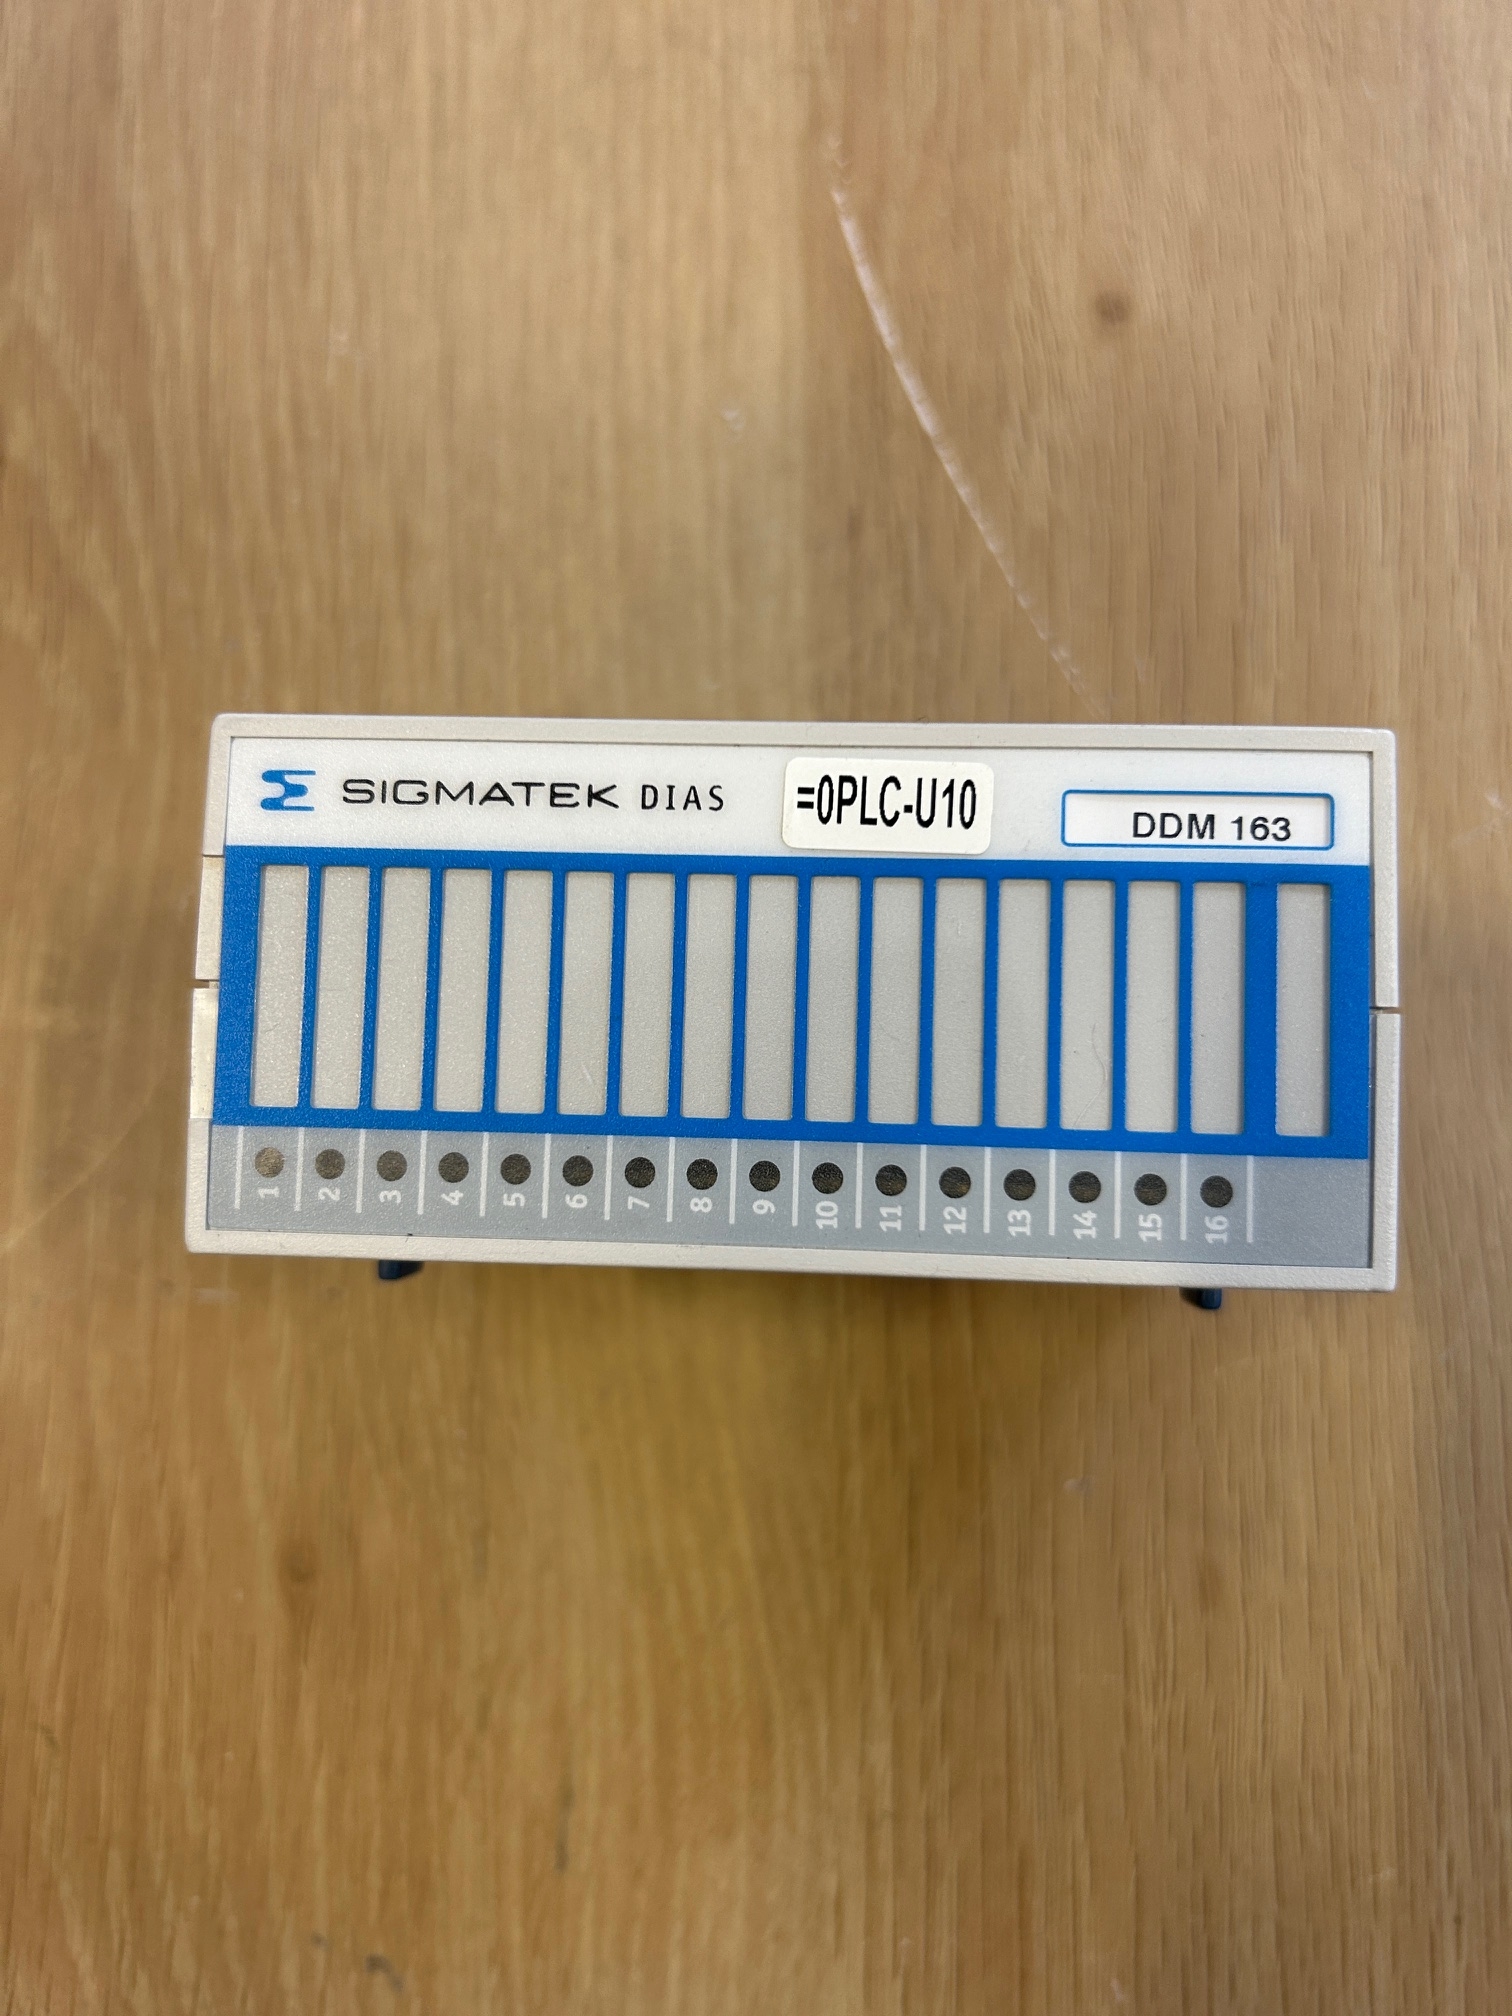 SIGMATEK DIAS
=0PLC-U10
DDM 163
1 2 3 4 5 6 7 8 9 10 11 12 13 14 15 16